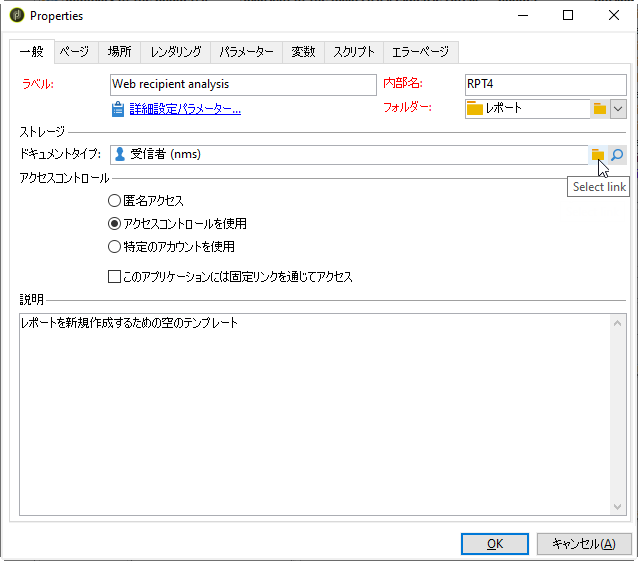 Properties
一般 ページ 場所 レンダリング パラメーター 変数 スクリプト エラーページ
ラベル: Web recipient analysis 内部名: RPT4
詳細設定パラメーター... フォルダー: レポート
ストレージ
ドキュメントタイプ: 受信者 (nms)
Select link
アクセスコントロール
匿名アクセス
アクセスコントロールを使用
特定のアカウントを使用
このアプリケーションには固定リンクを通じてアクセス
説明
レポートを新規作成するための空のテンプレート
OK キャンセル(A)